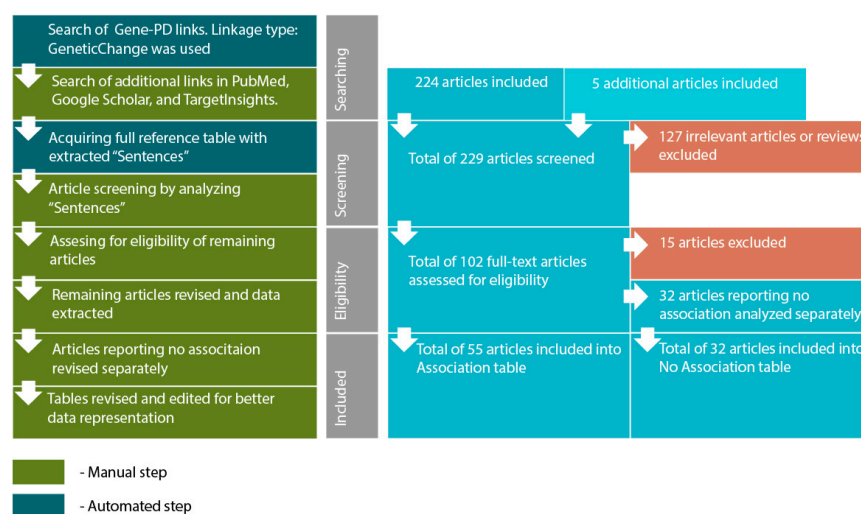 Search of Gene-PD links. Linkage type:
GeneticChange was used
Search of additional links in PubMed,
Google Scholar, and TargetInsights.
Acquiring full reference table with
extracted “Sentences”
Article screening by analyzing
“Sentences”
Assesing for eligibility of remaining
articles
Remaining articles revised and data
extracted
Articles reporting no associtaion
revised separately
Tables revised and edited for better
data representation
Searching
Screening
Eligibility
Included
224 articles included
5 additional articles included
Total of 229 articles screened
127 irrelevant articles or reviews
excluded
Total of 102 full-text articles
assessed for eligibility
15 articles excluded
32 articles reporting no
association analyzed separately
Total of 55 articles included into
Association table
Total of 32 articles included into
No Association table
- Manual step
- Automated step